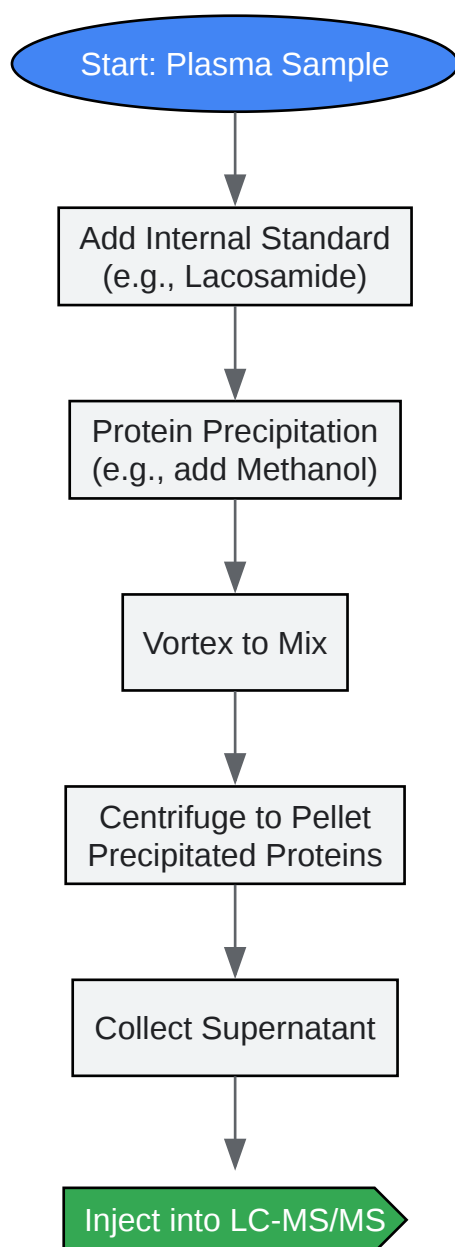 Start: Plasma Sample
Add Internal Standard
(e.g., Lacosamide)
Protein Precipitation
(e.g., add Methanol)
Vortex to Mix
Centrifuge to Pellet
Precipitated Proteins
Collect Supernatant
Inject into LC-MS/MS